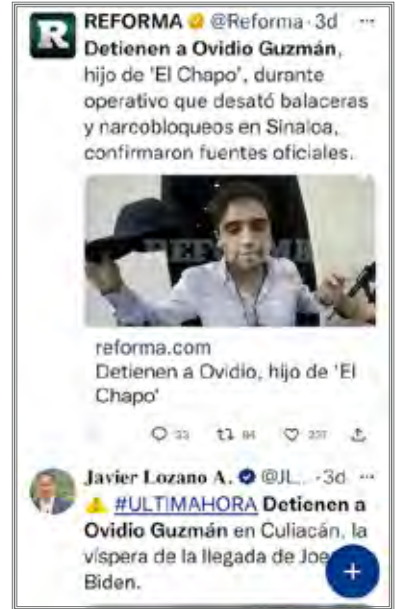 R
REFORMA @Reforma · 3d ...
Detienen a Ovidio Guzmán,
hijo de 'El Chapo', durante
operativo que desató balaceras
y narcobloqueos en Sinaloa,
confirmaron fuentes oficiales.
REFORMA
reforma.com
Detienen a Ovidio, hijo de 'El
Chapo'
Javier Lozano A. @JL... · 3d ...
#ULTIMAHORA Detienen a
Ovidio Guzmán en Culiacán, la
víspera de la llegada de Joe
Biden.
+